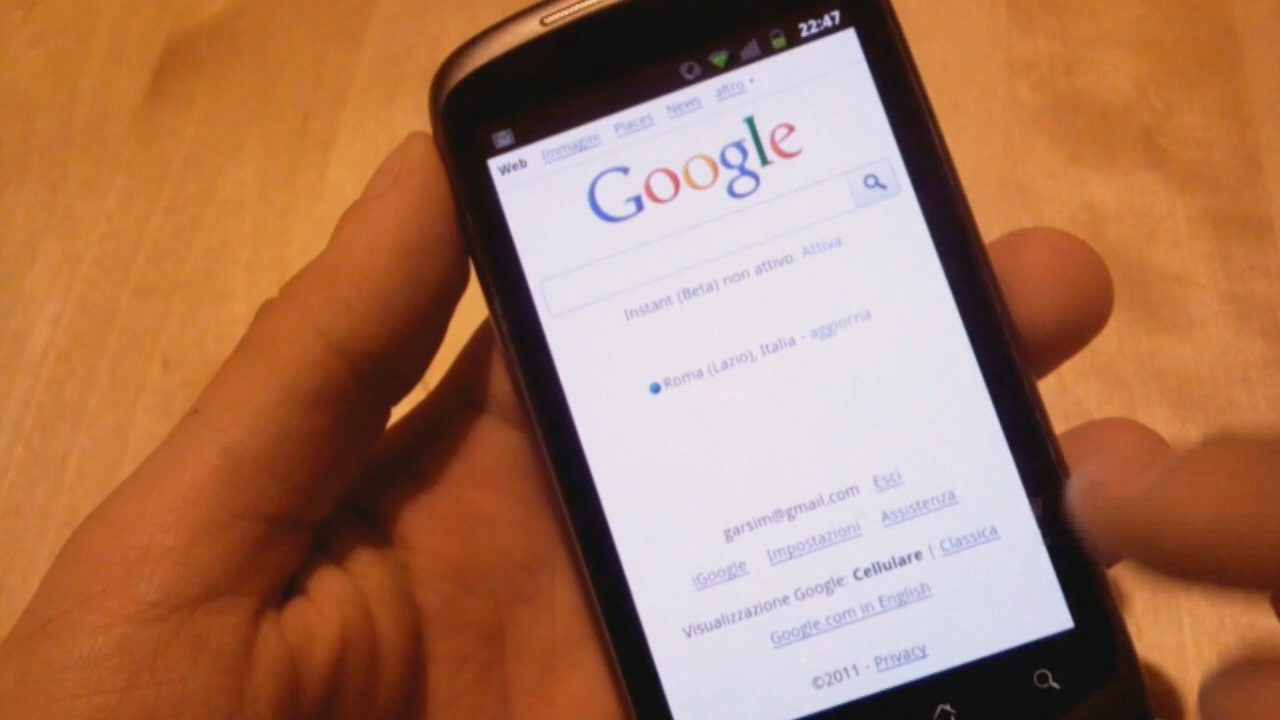 22:47
Web Immagini Places News altro
Google
Instant (Beta) non attivo: Attiva
Roma (Lazio), Italia - aggiorna
garsim@gmail.com Esci
iGoogle Impostazioni Assistenza
Visualizzazione Google: Cellulare | Classica
Google.com in English
©2011 - Privacy